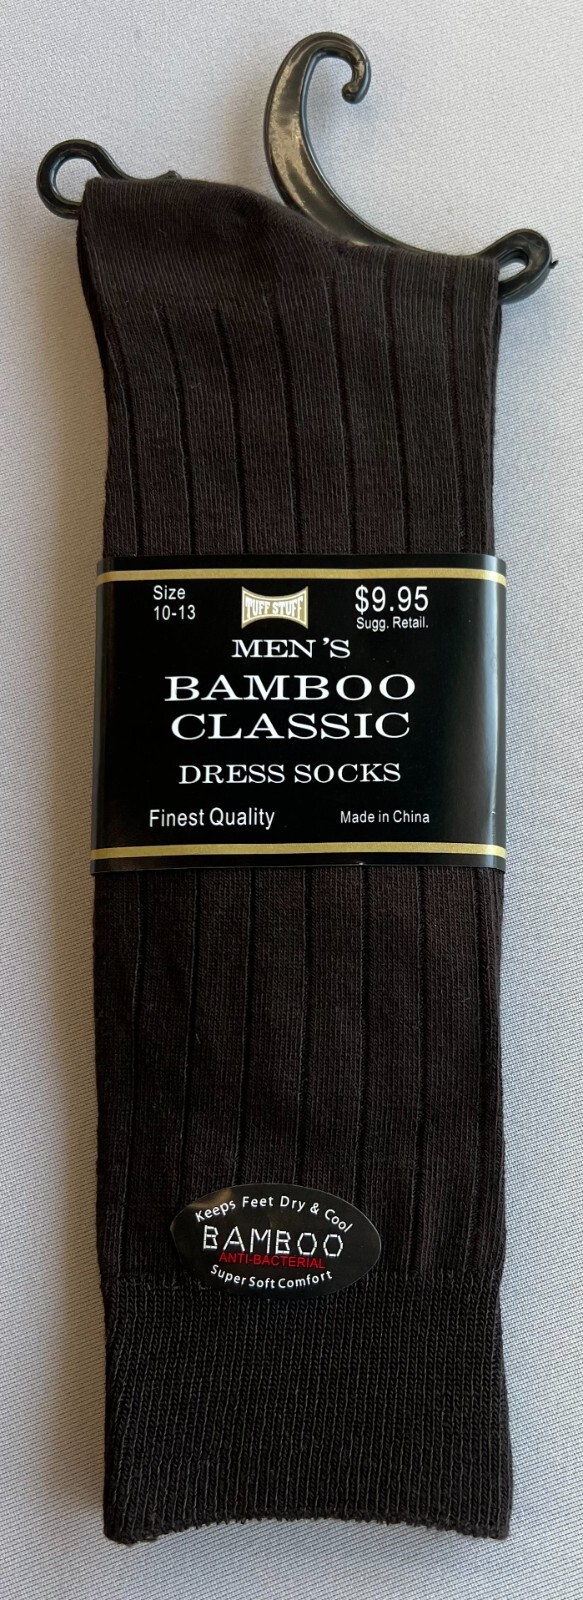 Size
10-13
TUFF STUFF
$9.95
Sugg. Retail.
MEN'S
BAMBOO
CLASSIC
DRESS SOCKS
Finest Quality
Made in China
Keeps Feet Dry & Cool
BAMBOO
ANTI-BACTERIAL
Super Soft Comfort